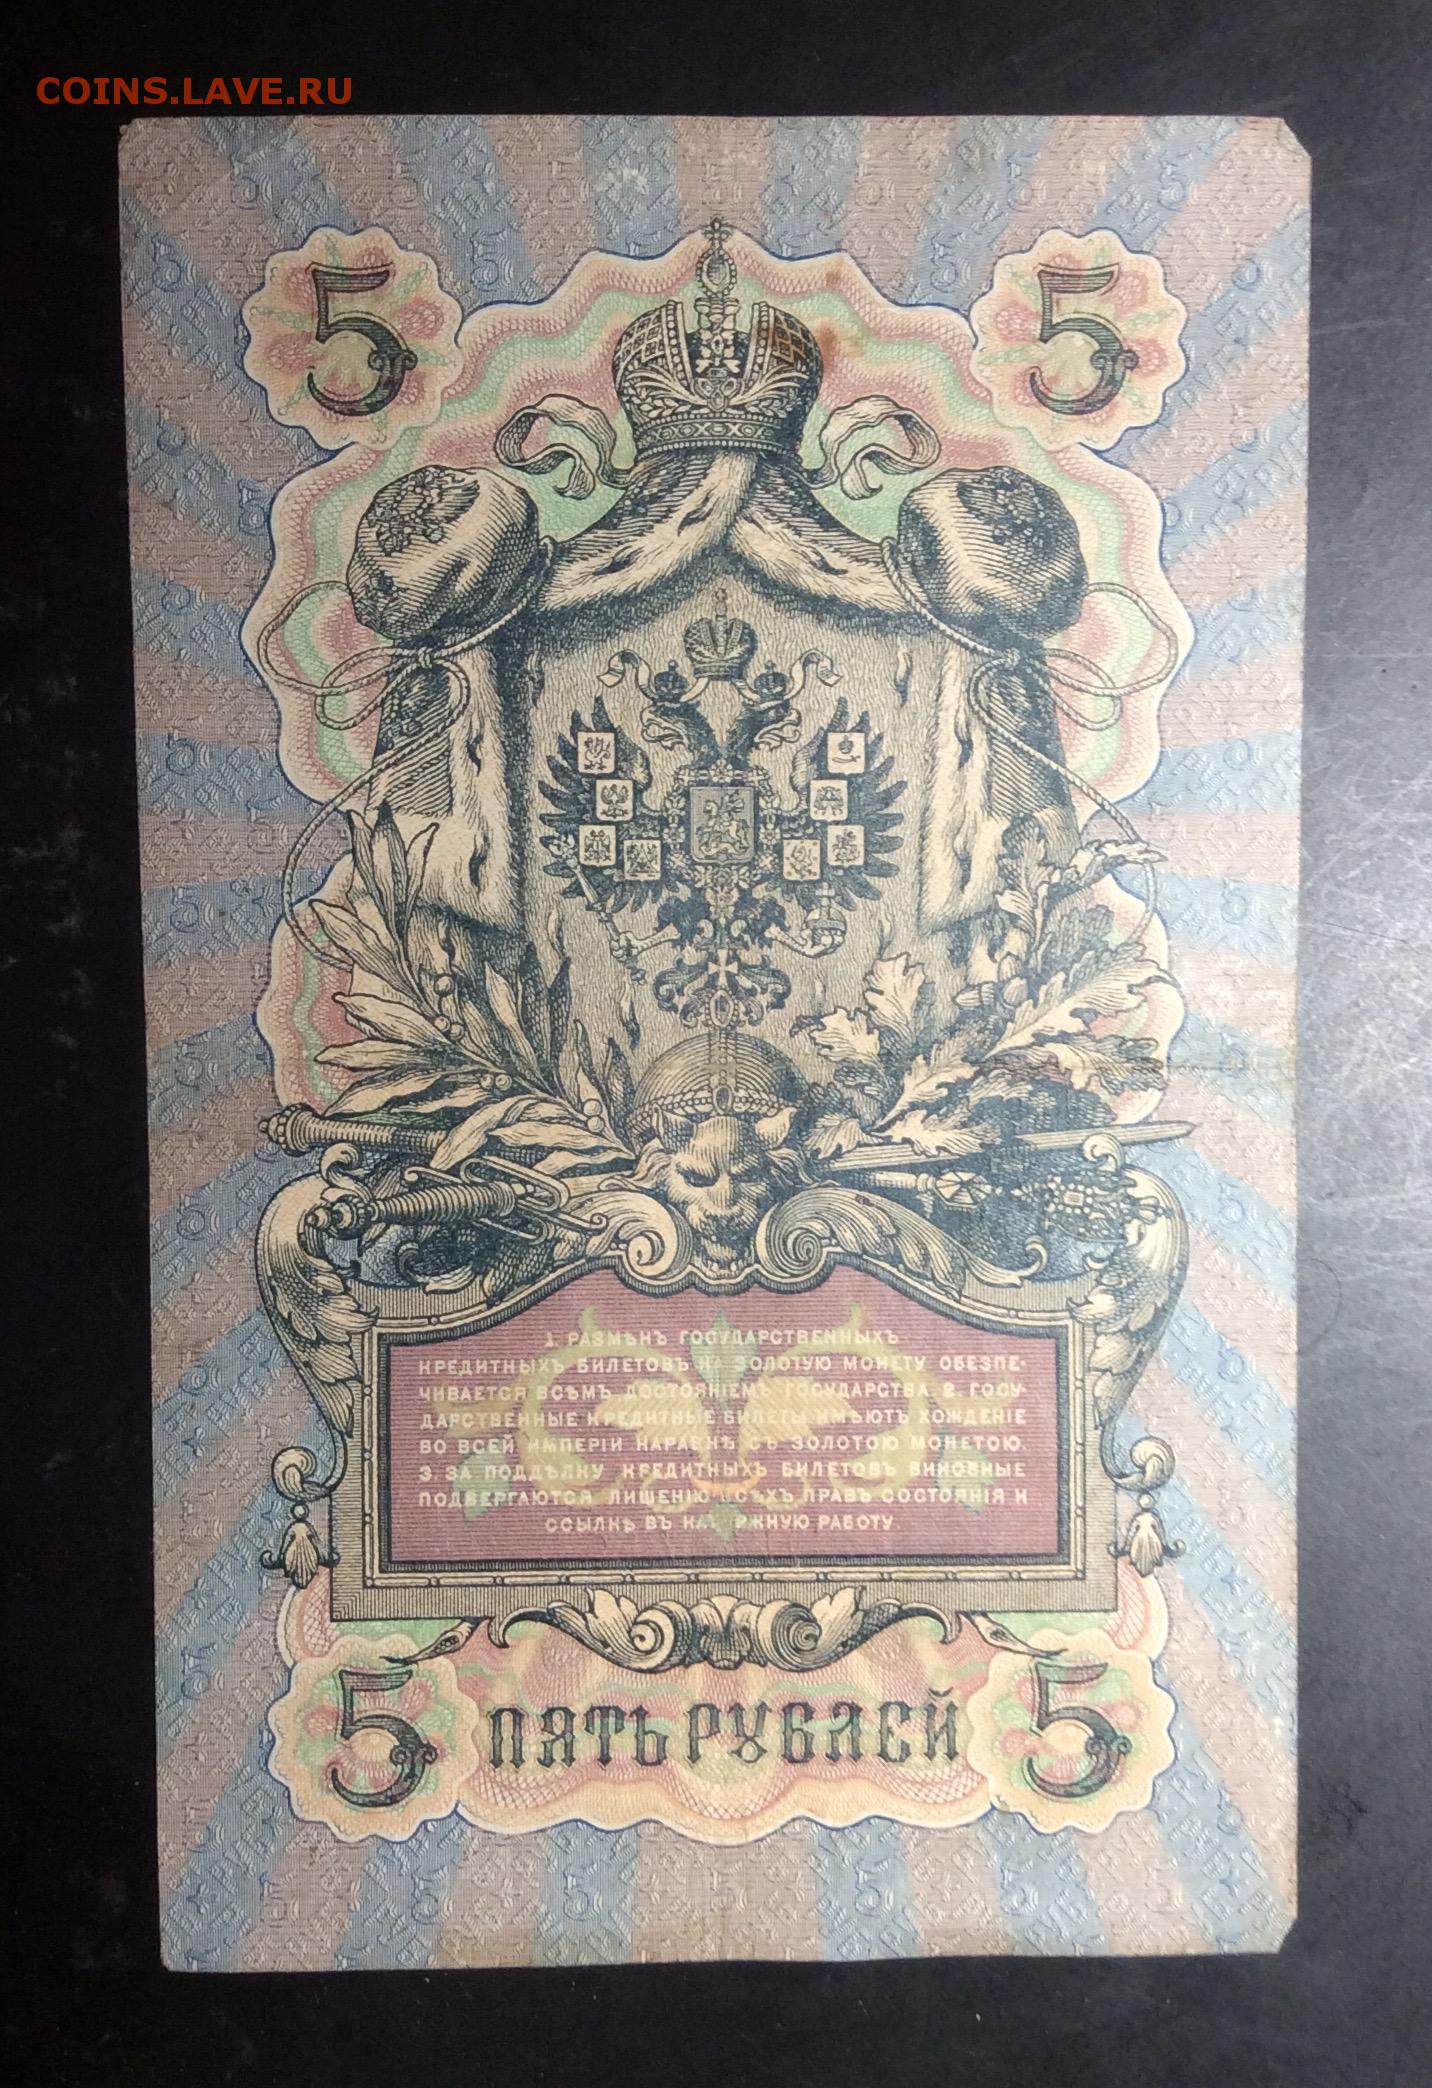 COINS.LAVE.RU
5 5
1. РАЗМѢНЪ ГОСУДАРСТВЕННЫХЪ
КРЕДИТНЫХЪ БИЛЕТОВЪ НА ЗОЛОТУЮ МОНЕТУ ОБЕЗПЕ-
ЧИВАЕТСЯ ВСѢМЪ ДОСТОЯНІЕМЪ ГОСУДАРСТВА. 2. ГОСУ-
ДАРСТВЕННЫЕ КРЕДИТНЫЕ БИЛЕТЫ ИМѢЮТЪ ХОЖДЕНІЕ
ВО ВСЕЙ ИМПЕРІИ НАРАВНѢ СЪ ЗОЛОТОЮ МОНЕТОЮ.
3. ЗА ПОДДѢЛКУ КРЕДИТНЫХЪ БИЛЕТОВЪ ВИНОВНЫЕ
ПОДВЕРГАЮТСЯ ЛИШЕНІЮ ВСѢХЪ ПРАВЪ СОСТОЯНІЯ И
ССЫЛКѢ ВЪ КАТОРЖНУЮ РАБОТУ.
5 ПЯТЬ РУБЛЕЙ 5